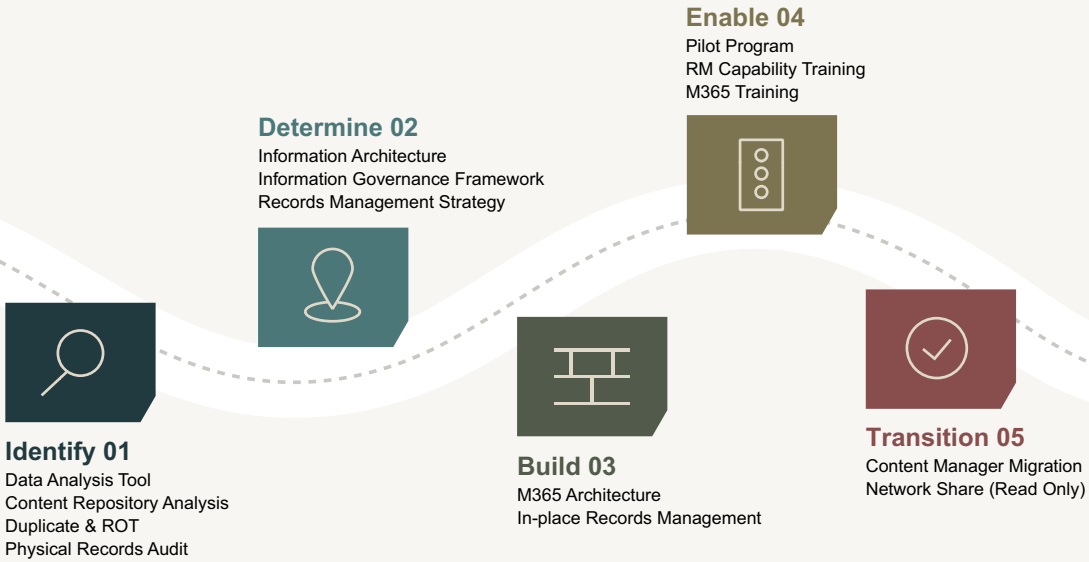 Identify 01
Data Analysis Tool
Content Repository Analysis
Duplicate & ROT
Physical Records Audit
Determine 02
Information Architecture
Information Governance Framework
Records Management Strategy
Build 03
M365 Architecture
In-place Records Management
Enable 04
Pilot Program
RM Capability Training
M365 Training
Transition 05
Content Manager Migration
Network Share (Read Only)